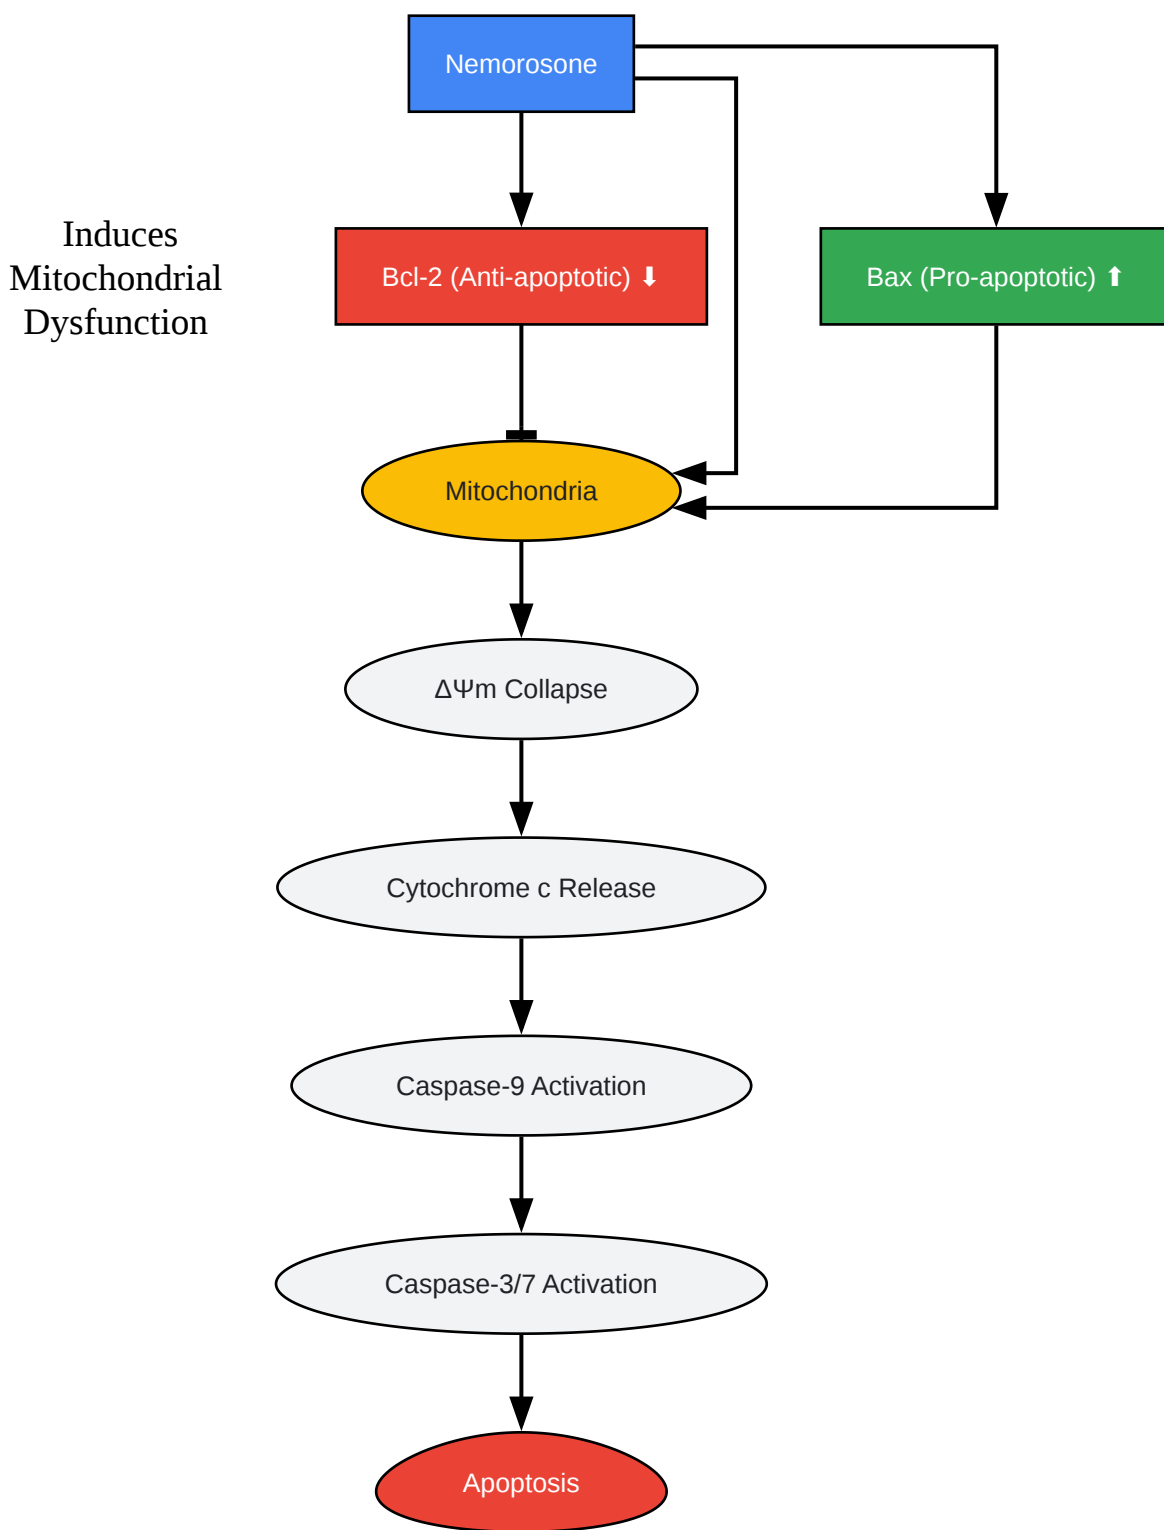 Nemorosone
Induces
Mitochondrial
Dysfunction
Bcl-2 (Anti-apoptotic) ⬇
Bax (Pro-apoptotic) ⬆
Mitochondria
ΔΨm Collapse
Cytochrome c Release
Caspase-9 Activation
Caspase-3/7 Activation
Apoptosis